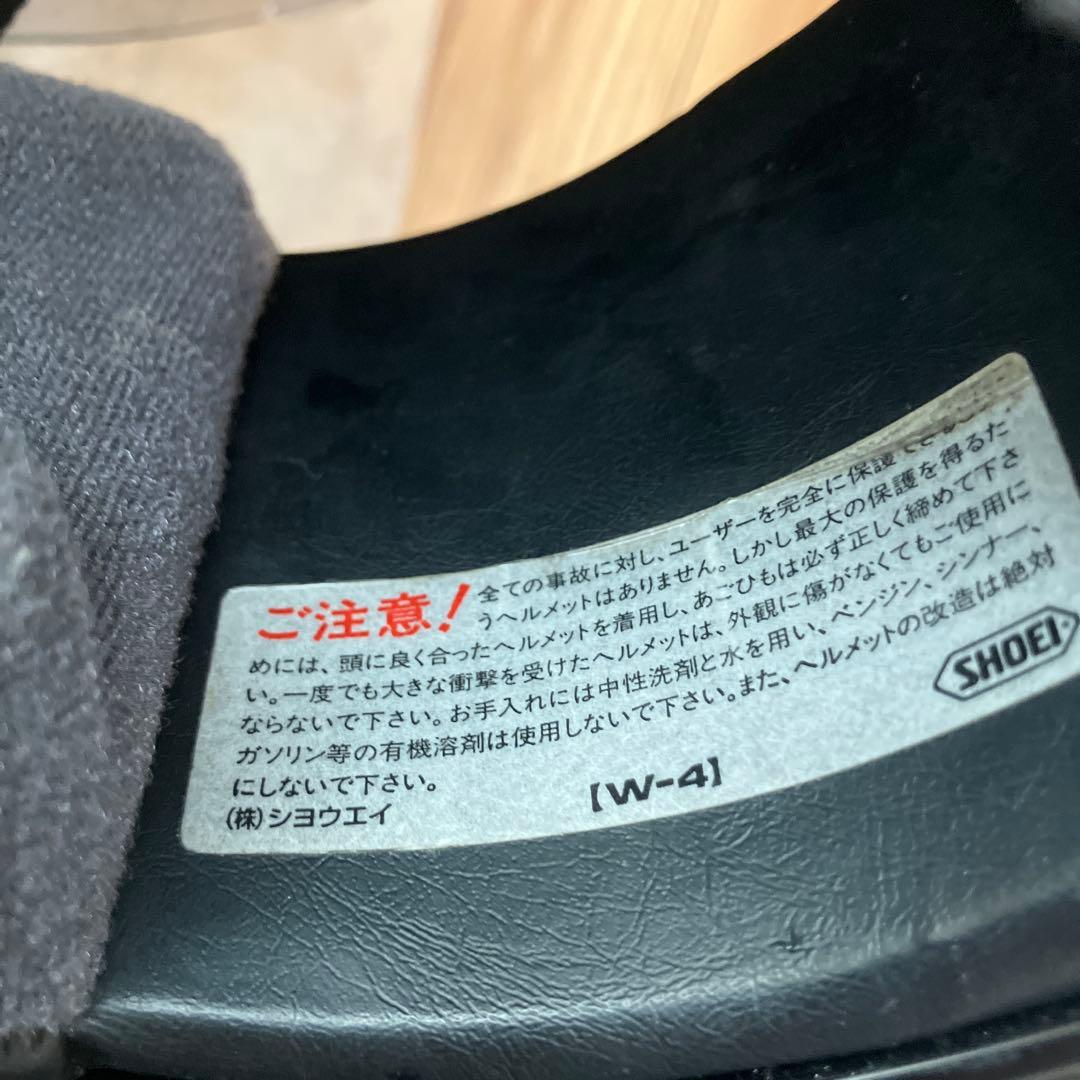 ご注意!
全ての事故に対し、ユーザーを完全に保護できるよ
うヘルメットはありません。しかし最大の保護を得るた
めには、頭に良く合ったヘルメットを着用し、あごひもは必ず正しく締めて下さ
い。一度でも大きな衝撃を受けたヘルメットは、外観に傷がなくてもご使用に
ならないで下さい。お手入れには中性洗剤と水を用い、ベンジン、シンナー、
ガソリン等の有機溶剤は使用しないで下さい。また、ヘルメットの改造は絶対
にしないで下さい。
(株)シヨウエイ
【W-4】
SHOEI